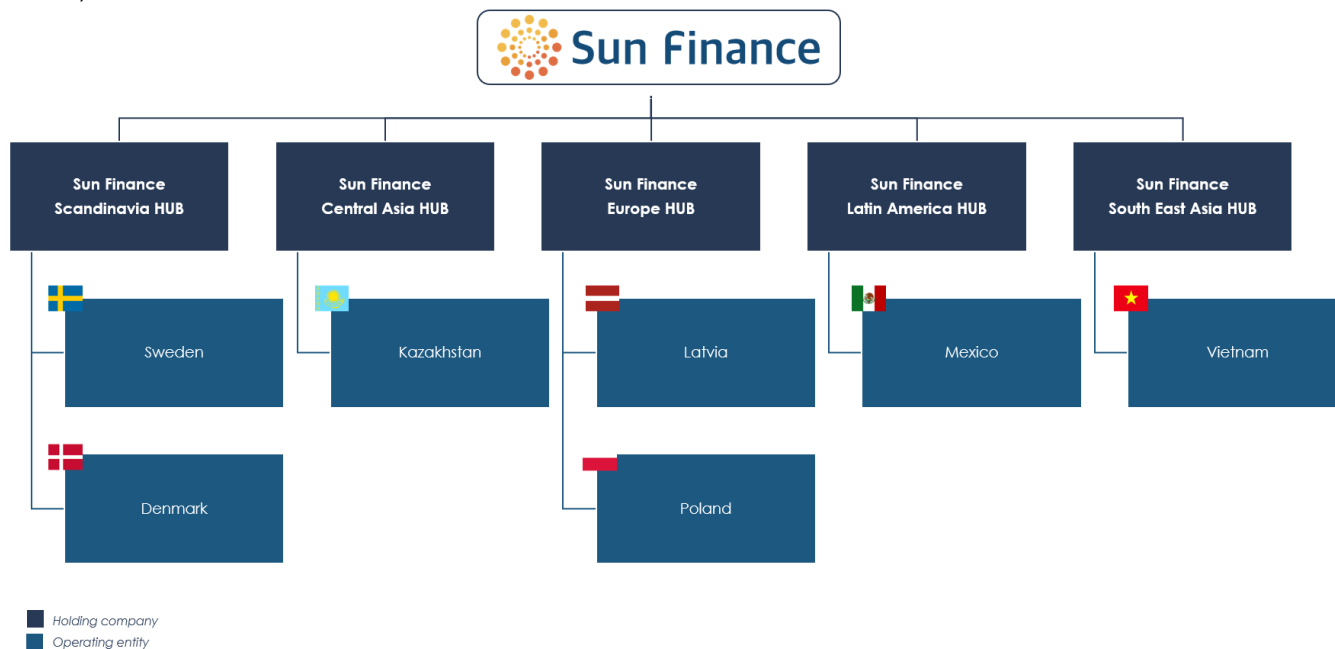 Sun Finance
Sun Finance
Scandinavia HUB
Sun Finance
Central Asia HUB
Sun Finance
Europe HUB
Sun Finance
Latin America HUB
Sun Finance
South East Asia HUB
Sweden
Kazakhstan
Latvia
Mexico
Vietnam
Denmark
Poland
Holding company
Operating entity